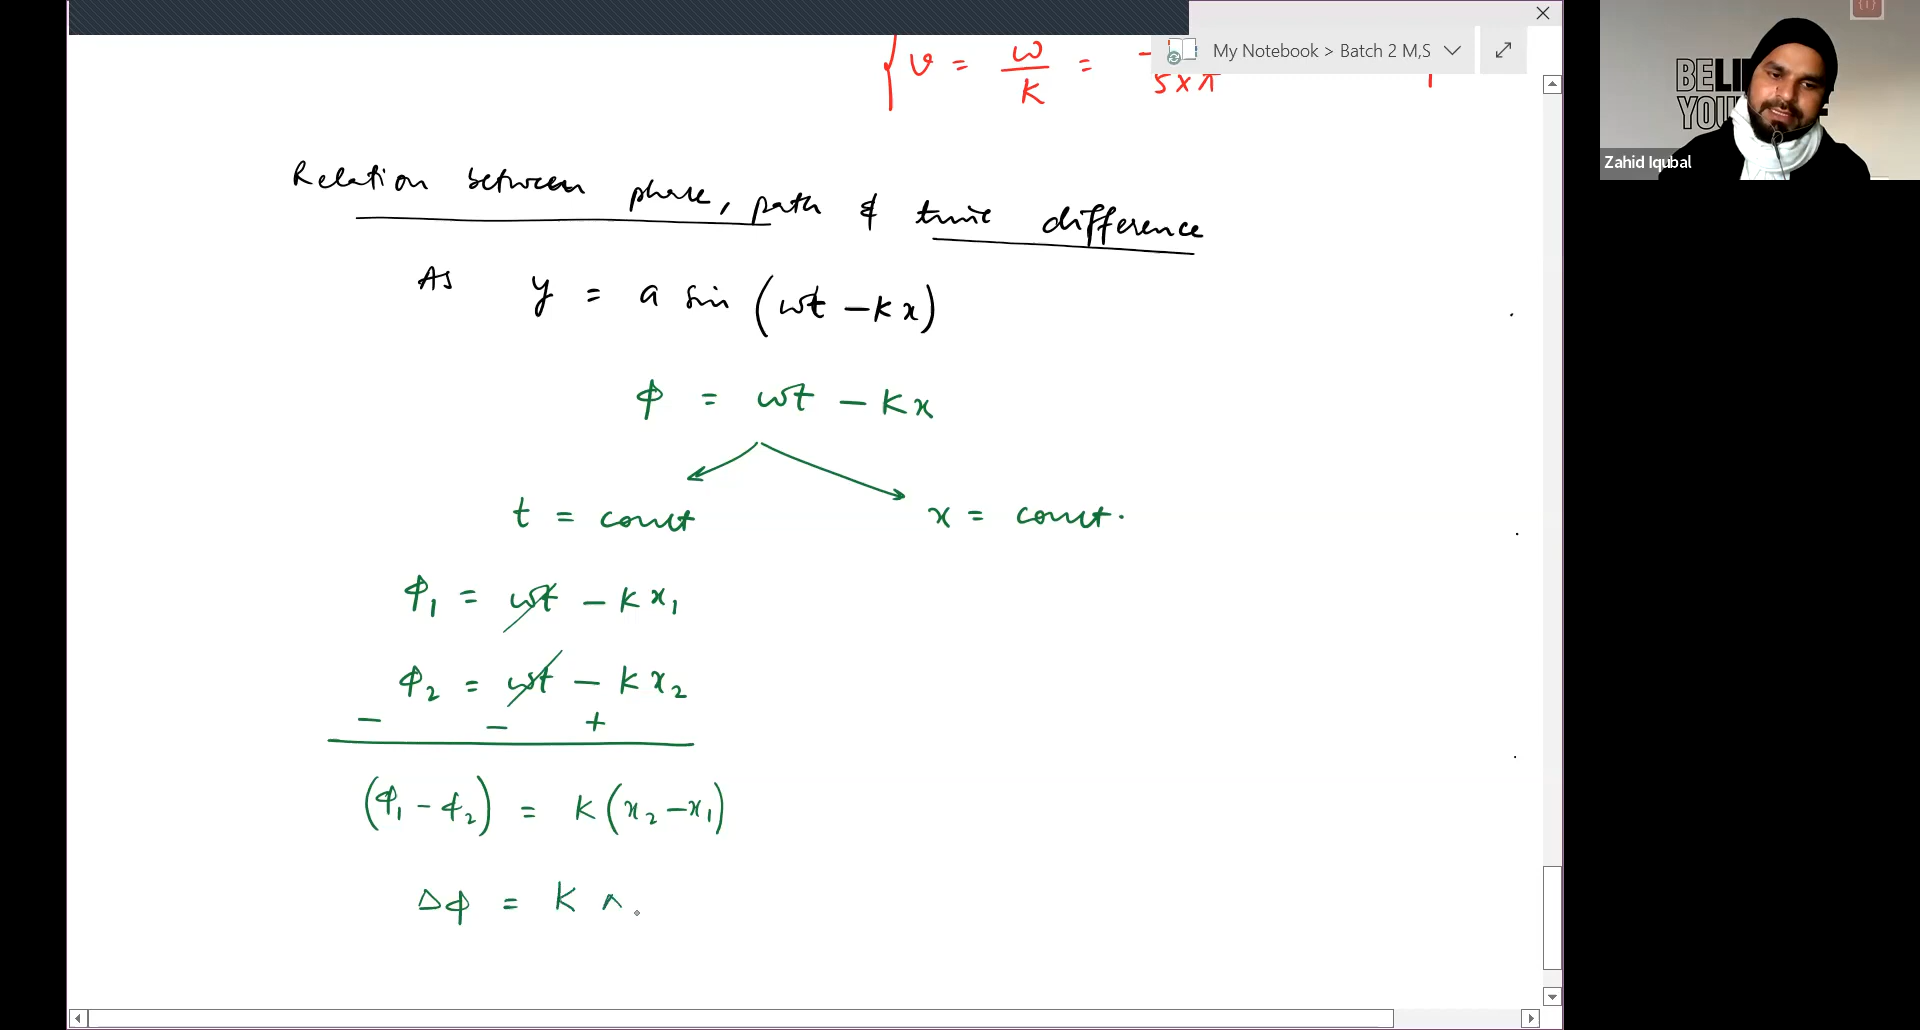 My Notebook > Batch 2 M,S
v = ω/k = 5×π
Relation between phase, path & time difference
As y = a sin (ωt − kx)
ϕ = ωt − kx
t = const
x = const.
ϕ₁ = ωt − kx₁
ϕ₂ = ωt − kx₂
− − +
(ϕ₁ − ϕ₂) = k(x₂ − x₁)
Δϕ = k
BELI
YOU
Zahid Iqubal